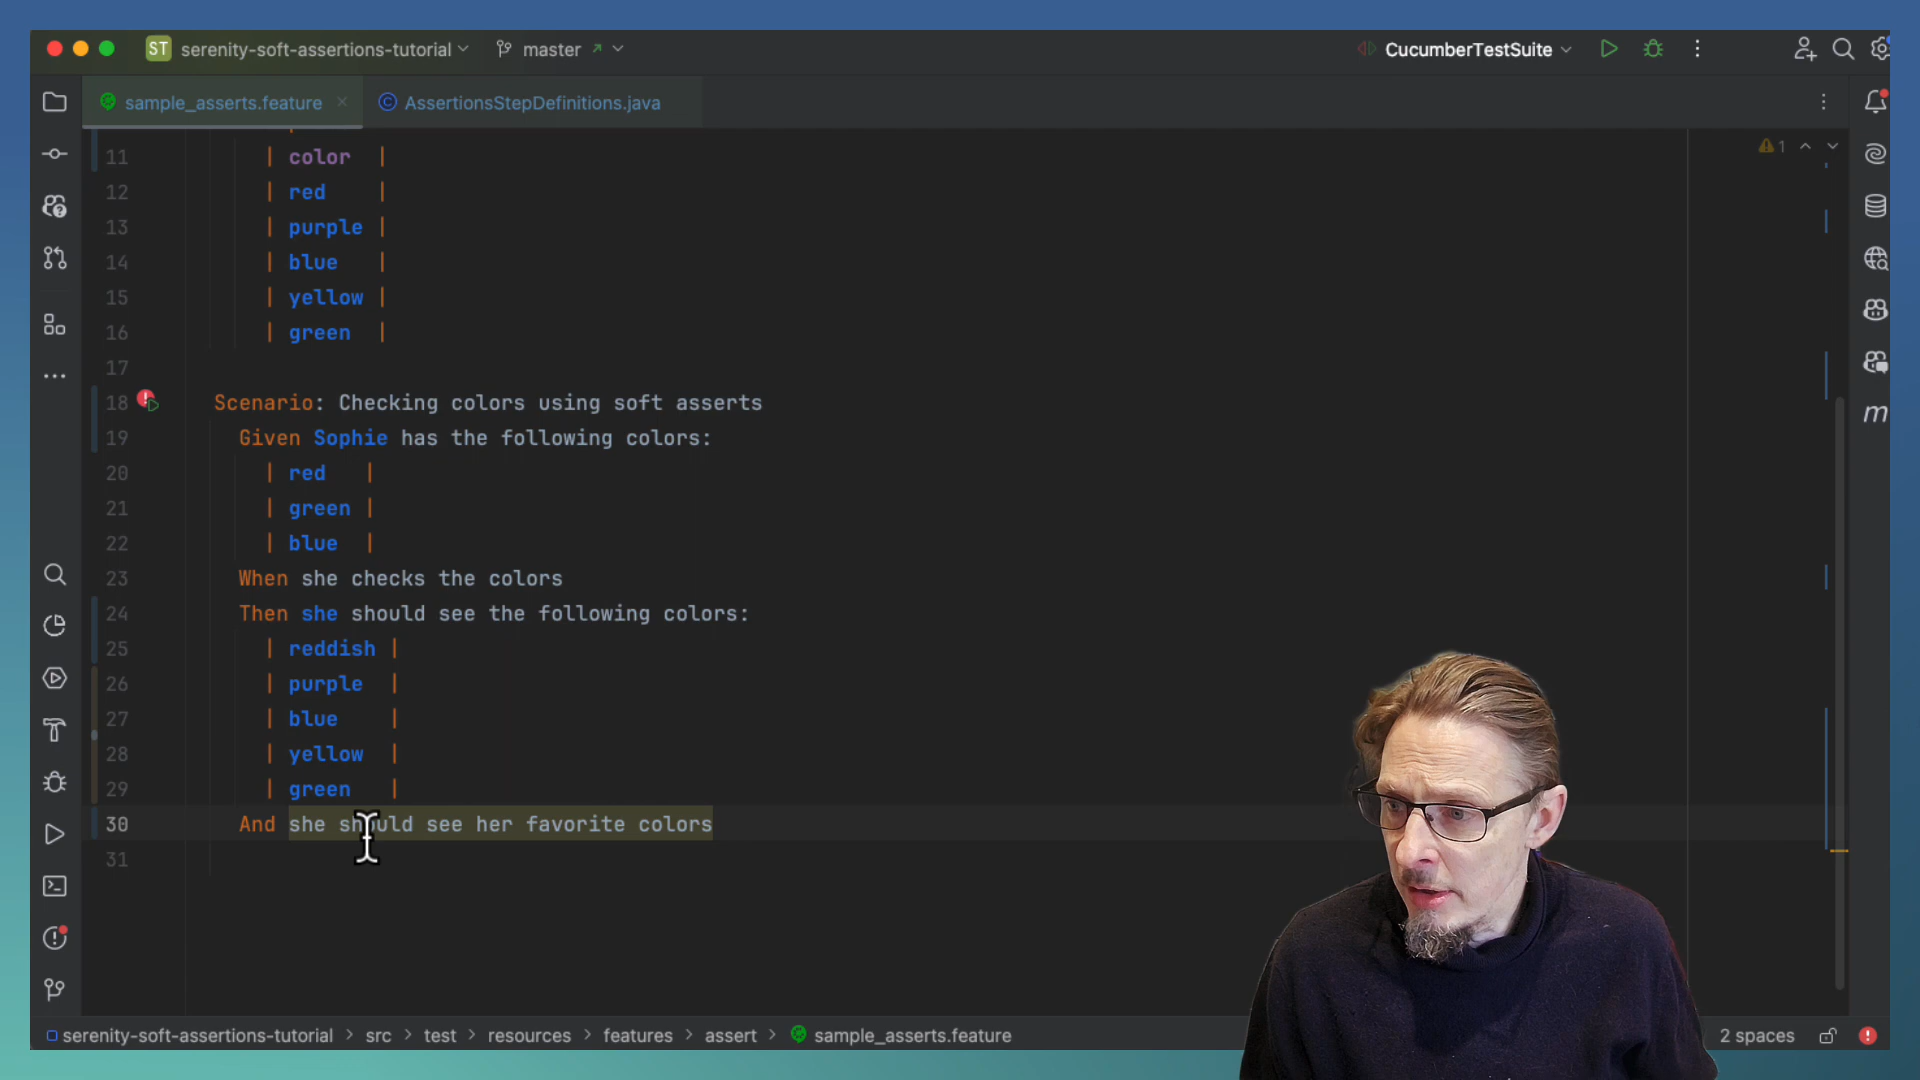 ST serenity-soft-assertions-tutorial master CucumberTestSuite
sample_asserts.feature AssertionsStepDefinitions.java
1
11 | color |
12 | red |
13 | purple |
14 | blue |
15 | yellow |
16 | green |
17
18 Scenario: Checking colors using soft asserts
19 Given Sophie has the following colors:
20 | red |
21 | green |
22 | blue |
23 When she checks the colors
24 Then she should see the following colors:
25 | reddish |
26 | purple |
27 | blue |
28 | yellow |
29 | green |
30 And she should see her favorite colors
31
m
serenity-soft-assertions-tutorial > src > test > resources > features > assert > sample_asserts.feature 2 spaces